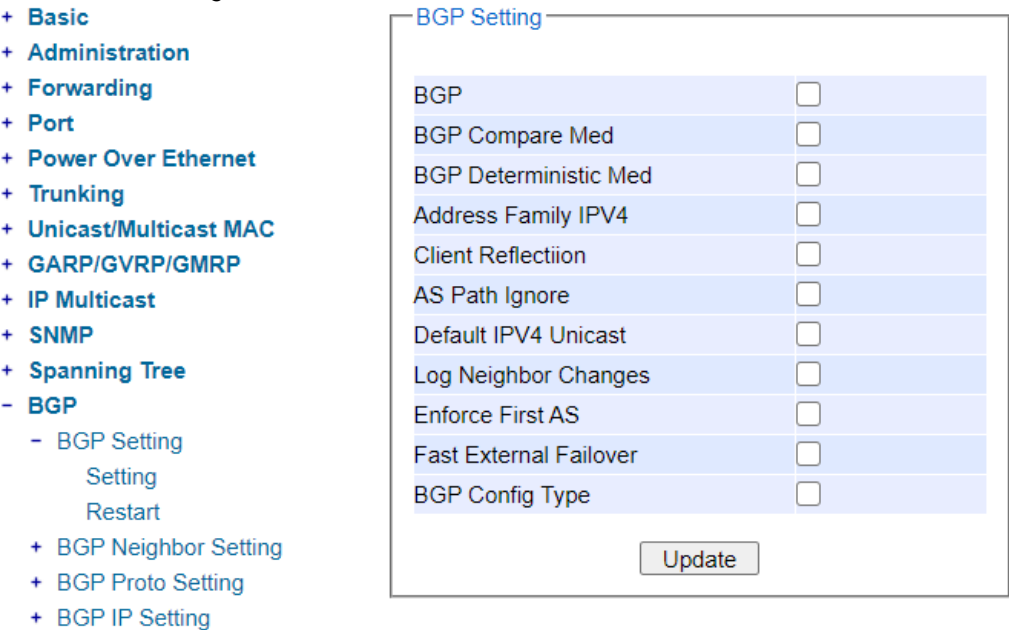 + Basic
+ Administration
+ Forwarding
+ Port
+ Power Over Ethernet
+ Trunking
+ Unicast/Multicast MAC
+ GARP/GVRP/GMRP
+ IP Multicast
+ SNMP
+ Spanning Tree
- BGP
- BGP Setting
Setting
Restart
+ BGP Neighbor Setting
+ BGP Proto Setting
+ BGP IP Setting
BGP Setting
BGP
BGP Compare Med
BGP Deterministic Med
Address Family IPV4
Client Reflectiion
AS Path Ignore
Default IPV4 Unicast
Log Neighbor Changes
Enforce First AS
Fast External Failover
BGP Config Type
Update